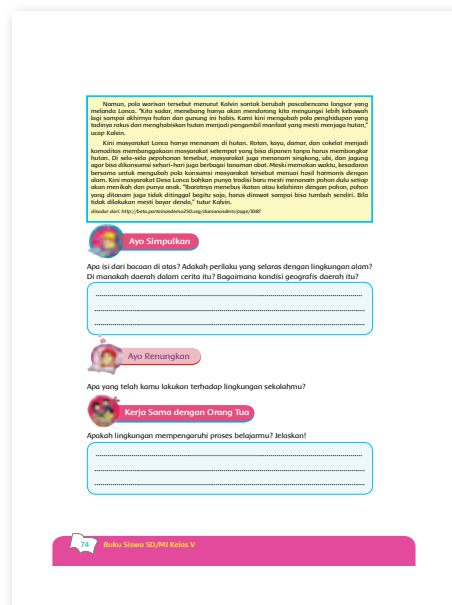 Namun, pola warisan tersebut menurut Kalvin sontak berubah pascabencana longsor yang
melanda Lonca. "Kita sadar, menebang hanya akan mendorong kita mengungsi lebih kebawah
lagi sampai akhirnya hutan dan gunung ini habis. Kami kini mengubah pola penghidupan yang
tadinya rakus dan menghabiskan hutan menjadi pengambil manfaat yang mesti menjaga hutan,"
ucap Kalvin.
Kini masyarakat Lonca hanya menanam di hutan. Rotan, kayu, damar, dan cokelat menjadi
komoditas membanggakan masyarakat setempat yang bisa dipanen tanpa harus membongkar
hutan. Di sela-sela pepohonan tersebut, masyarakat juga menanam singkong, ubi, dan jagung
agar bisa dikonsumsi sehari-hari juga berbagai tanaman obat. Meski memakan waktu, kesadaran
bersama untuk mengubah pola konsumsi masyarakat tersebut menuai hasil harmonis dengan
alam. Kini masyarakat Desa Lonca bahkan punya tradisi baru mesti menanam pohon dulu setiap
akan menikah dan punya anak. "Ibaratnya menebus ikatan atau kelahiran dengan pohon, pohon
yang ditanam juga tidak ditinggal begitu saja, harus dirawat sampai bisa tumbuh sendiri. Bila
tidak dilakukan mesti bayar denda," tutur Kalvin.
disadur dari: http://beta.partainasdema250.org/dunianasdem/page/1087
Ayo Simpulkan
Apa isi dari bacaan di atas? Adakah perilaku yang selaras dengan lingkungan alam?
Di manakah daerah dalam cerita itu? Bagaimana kondisi geografis daerah itu?
Ayo Renungkan
Apa yang telah kamu lakukan terhadap lingkungan sekolahmu?
Kerja Sama dengan Orang Tua
Apakah lingkungan mempengaruhi proses belajarmu? Jelaskan!
74 Buku Siswa SD/MI Kelas V